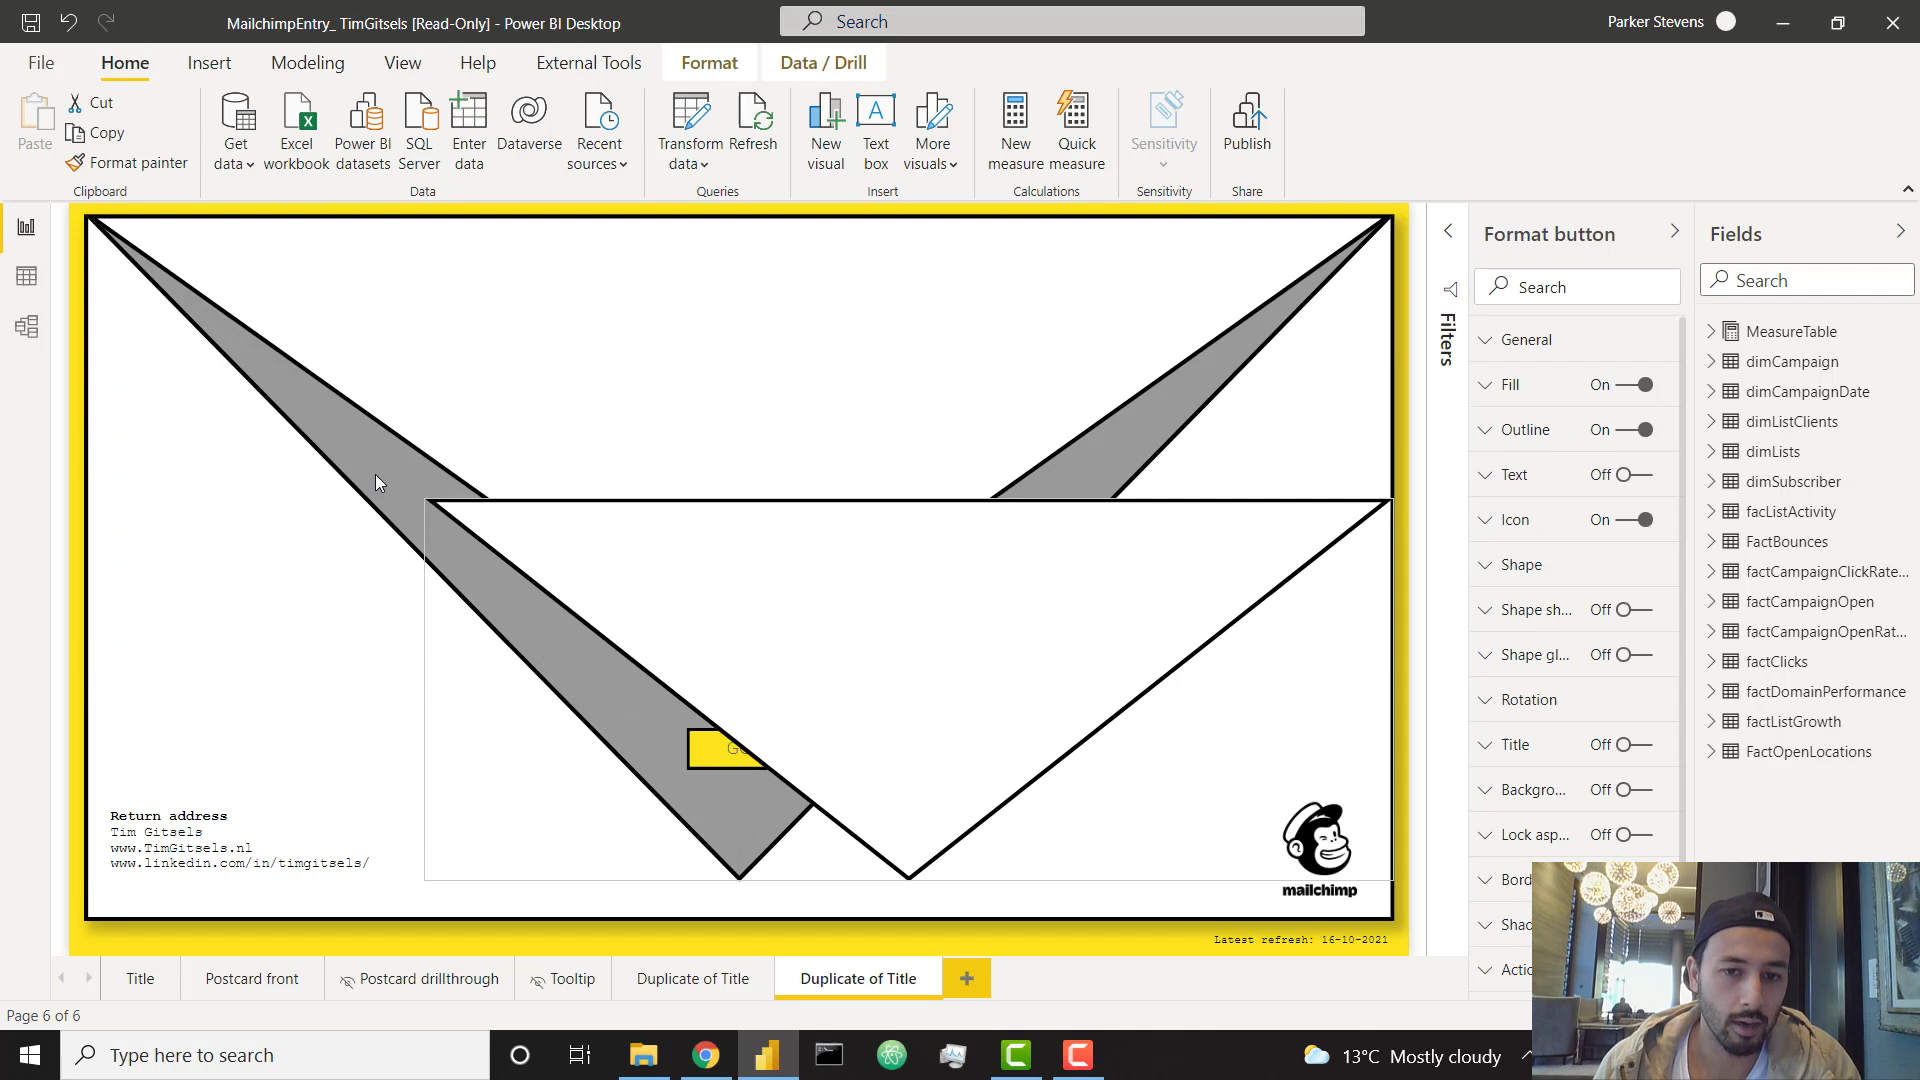 MailchimpEntry_ TimGitsels [Read-Only] - Power BI Desktop
Search
Parker Stevens
File
Home
Insert
Modeling
View
Help
External Tools
Format
Data / Drill
Paste
Cut
Copy
Format painter
Clipboard
Get data
Excel workbook
Power BI datasets
SQL Server
Enter data
Dataverse
Recent sources
Data
Transform data
Refresh
Queries
New visual
Text box
More visuals
Insert
New measure
Quick measure
Calculations
Sensitivity
Sensitivity
Publish
Share
Return address
Tim Gitsels
www.TimGitsels.nl
www.linkedin.com/in/timgitsels/
mailchimp
Latest refresh: 16-10-2021
Filters
Format button
Search
General
Fill On
Outline On
Text Off
Icon On
Shape
Shape sh... Off
Shape gl... Off
Rotation
Title Off
Backgro... Off
Lock asp... Off
Bord
Shad
Actic
Fields
Search
MeasureTable
dimCampaign
dimCampaignDate
dimListClients
dimLists
dimSubscriber
facListActivity
FactBounces
factCampaignClickRate...
factCampaignOpen
factCampaignOpenRat...
factClicks
factDomainPerformance
factListGrowth
FactOpenLocations
Title
Postcard front
Postcard drillthrough
Tooltip
Duplicate of Title
Duplicate of Title
Page 6 of 6
Type here to search
13°C Mostly cloudy